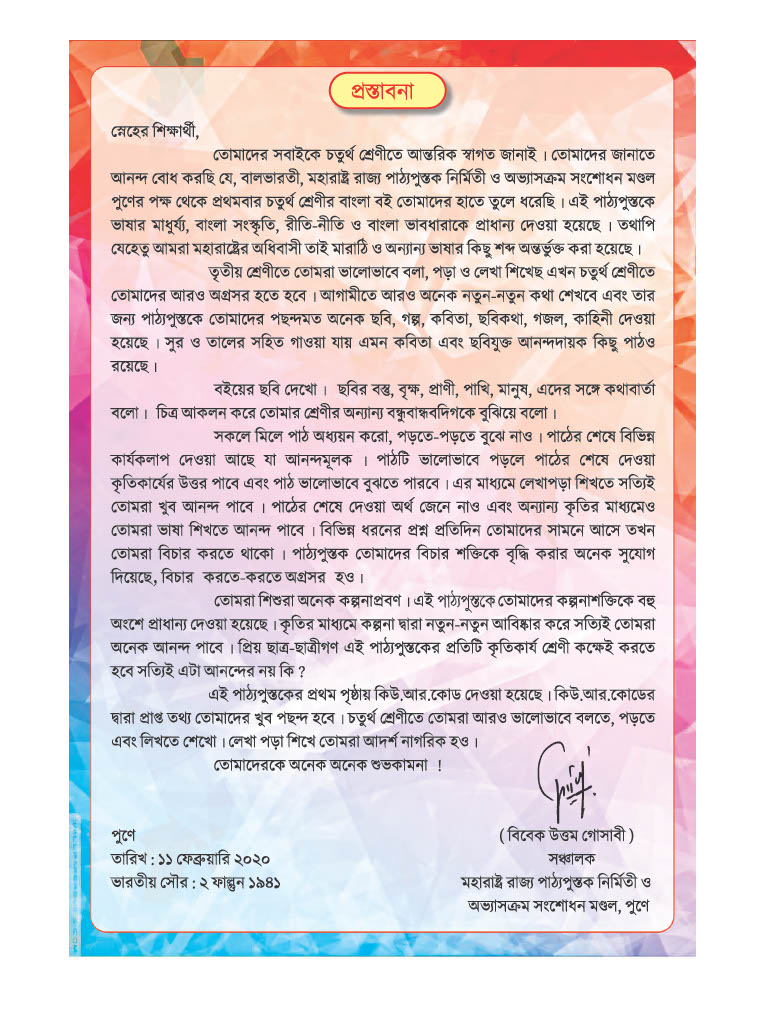 প্রস্তাবনা
স্নেহের শিক্ষার্থী,
তোমাদের সবাইকে চতুর্থ শ্রেণীতে আন্তরিক স্বাগত জানাই । তোমাদের জানাতে
আনন্দ বোধ করছি যে, বালভারতী, মহারাষ্ট্র রাজ্য পাঠ্যপুস্তক নির্মিতী ও অভ্যাসক্রম সংশোধন মণ্ডল
পুণের পক্ষ থেকে প্রথমবার চতুর্থ শ্রেণীর বাংলা বই তোমাদের হাতে তুলে ধরেছি । এই পাঠ্যপুস্তকে
ভাষার মাধুর্য্য, বাংলা সংস্কৃতি, রীতি-নীতি ও বাংলা ভাবধারাকে প্রাধান্য দেওয়া হয়েছে । তথাপি
যেহেতু আমরা মহারাষ্ট্রের অধিবাসী তাই মারাঠি ও অন্যান্য ভাষার কিছু শব্দ অন্তর্ভুক্ত করা হয়েছে ।
তৃতীয় শ্রেণীতে তোমরা ভালোভাবে বলা, পড়া ও লেখা শিখেছ এখন চতুর্থ শ্রেণীতে
তোমাদের আরও অগ্রসর হতে হবে । আগামীতে আরও অনেক নতুন-নতুন কথা শেখবে এবং তার
জন্য পাঠ্যপুস্তকে তোমাদের পছন্দমত অনেক ছবি, গল্প, কবিতা, ছবিকথা, গজল, কাহিনী দেওয়া
হয়েছে । সুর ও তালের সহিত গাওয়া যায় এমন কবিতা এবং ছবিযুক্ত আনন্দদায়ক কিছু পাঠও
রয়েছে ।
বইয়ের ছবি দেখো । ছবির বস্তু, বৃক্ষ, প্রাণী, পাখি, মানুষ, এদের সঙ্গে কথাবার্তা
বলো । চিত্র আকলন করে তোমার শ্রেণীর অন্যান্য বন্ধুবান্ধবদিগকে বুঝিয়ে বলো ।
সকলে মিলে পাঠ অধ্যয়ন করো, পড়তে-পড়তে বুঝে নাও । পাঠের শেষে বিভিন্ন
কার্যকলাপ দেওয়া আছে যা আনন্দমূলক । পাঠটি ভালোভাবে পড়লে পাঠের শেষে দেওয়া
কৃতিকার্যের উত্তর পাবে এবং পাঠ ভালোভাবে বুঝতে পারবে । এর মাধ্যমে লেখাপড়া শিখতে সত্যিই
তোমরা খুব আনন্দ পাবে । পাঠের শেষে দেওয়া অর্থ জেনে নাও এবং অন্যান্য কৃতির মাধ্যমেও
তোমরা ভাষা শিখতে আনন্দ পাবে । বিভিন্ন ধরনের প্রশ্ন প্রতিদিন তোমাদের সামনে আসে তখন
তোমরা বিচার করতে থাকো । পাঠ্যপুস্তক তোমাদের বিচার শক্তিকে বৃদ্ধি করার অনেক সুযোগ
দিয়েছে, বিচার করতে-করতে অগ্রসর হও ।
তোমরা শিশুরা অনেক কল্পনাপ্রবণ । এই পাঠ্যপুস্তকে তোমাদের কল্পনাশক্তিকে বহু
অংশে প্রাধান্য দেওয়া হয়েছে । কৃতির মাধ্যমে কল্পনা দ্বারা নতুন-নতুন আবিষ্কার করে সত্যিই তোমরা
অনেক আনন্দ পাবে । প্রিয় ছাত্র-ছাত্রীগণ এই পাঠ্যপুস্তকের প্রতিটি কৃতিকার্য শ্রেণী কক্ষেই করতে
হবে সত্যিই এটা আনন্দের নয় কি ?
এই পাঠ্যপুস্তকের প্রথম পৃষ্ঠায় কিউ.আর.কোড দেওয়া হয়েছে । কিউ.আর.কোডের
দ্বারা প্রাপ্ত তথ্য তোমাদের খুব পছন্দ হবে । চতুর্থ শ্রেণীতে তোমরা আরও ভালোভাবে বলতে, পড়তে
এবং লিখতে শেখো । লেখা পড়া শিখে তোমরা আদর্শ নাগরিক হও ।
তোমাদেরকে অনেক অনেক শুভকামনা !
পুণে
তারিখ : ১১ ফেব্রুয়ারি ২০২০
ভারতীয় সৌর : ২ ফাল্গুন ১৯৪১
( বিবেক উত্তম গোসাবী )
সঞ্চালক
মহারাষ্ট্র রাজ্য পাঠ্যপুস্তক নির্মিতী ও
অভ্যাসক্রম সংশোধন মণ্ডল, পুণে